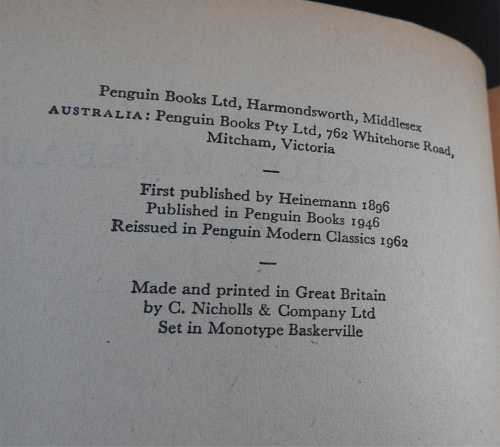 Penguin Books Ltd, Harmondsworth, Middlesex
AUSTRALIA: Penguin Books Pty Ltd, 762 Whitehorse Road,
Mitcham, Victoria
—
First published by Heinemann 1896
Published in Penguin Books 1946
Reissued in Penguin Modern Classics 1962
—
Made and printed in Great Britain
by C. Nicholls & Company Ltd
Set in Monotype Baskerville